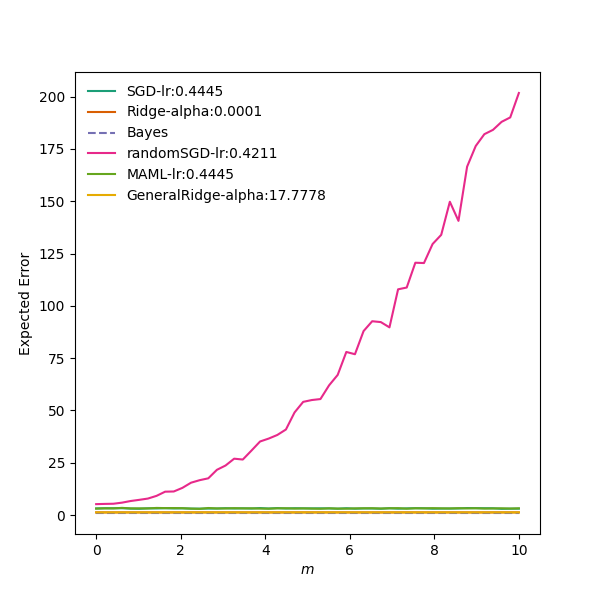 SGD-lr:0.4445
Ridge-alpha:0.0001
Bayes
randomSGD-lr:0.4211
MAML-lr:0.4445
GeneralRidge-alpha:17.7778
Expected Error
200
175
150
125
100
75
50
25
0
0 2 4 6 8 10
m